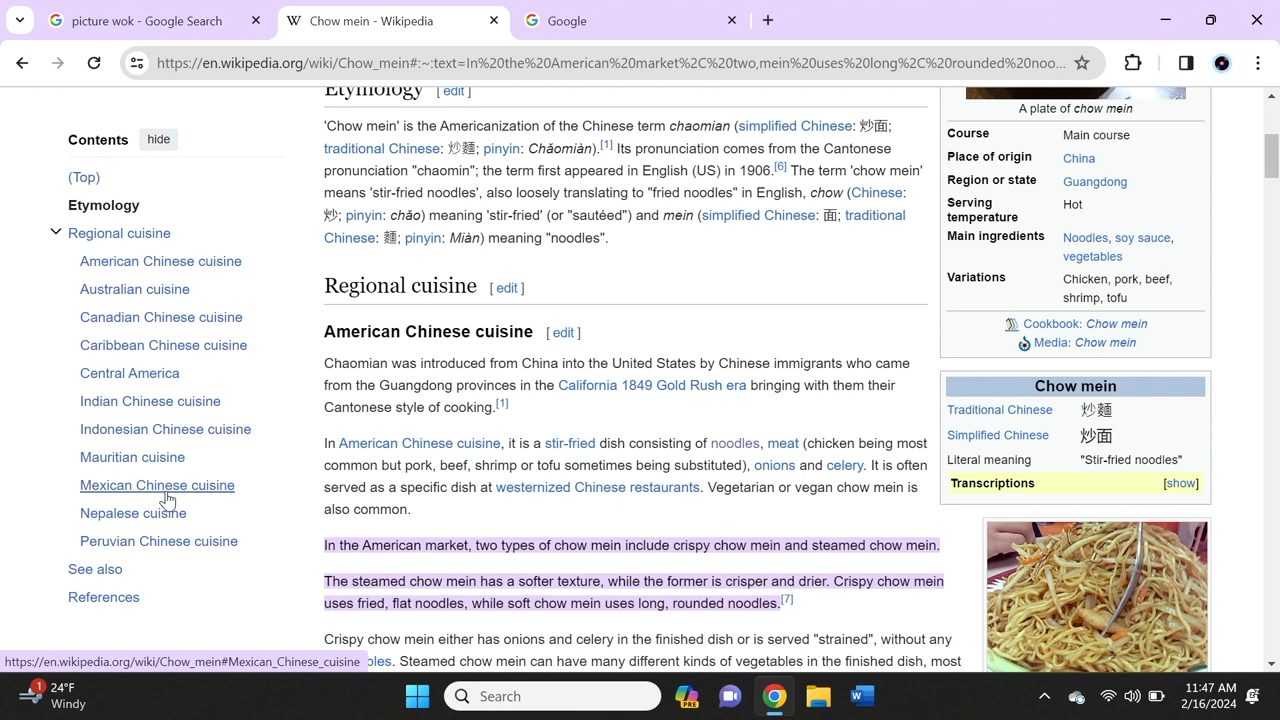 picture wok - Google Search
Chow mein - Wikipedia
Google
https://en.wikipedia.org/wiki/Chow_mein#:~:text=In%20the%20American%20market%2C%20two,mein%20uses%20long%2C%20rounded%20noo...
Contents hide
(Top)
Etymology
Regional cuisine
American Chinese cuisine
Australian cuisine
Canadian Chinese cuisine
Caribbean Chinese cuisine
Central America
Indian Chinese cuisine
Indonesian Chinese cuisine
Mauritian cuisine
Mexican Chinese cuisine
Nepalese cuisine
Peruvian Chinese cuisine
See also
References
Etymology [ edit ]
'Chow mein' is the Americanization of the Chinese term chaomian (simplified Chinese: 炒面;
traditional Chinese: 炒麵; pinyin: Chǎomiàn).[1] Its pronunciation comes from the Cantonese
pronunciation "chaomin"; the term first appeared in English (US) in 1906.[6] The term 'chow mein'
means 'stir-fried noodles', also loosely translating to "fried noodles" in English, chow (Chinese:
炒; pinyin: chǎo) meaning 'stir-fried' (or "sautéed") and mein (simplified Chinese: 面; traditional
Chinese: 麵; pinyin: Miàn) meaning "noodles".
Regional cuisine [ edit ]
American Chinese cuisine [ edit ]
Chaomian was introduced from China into the United States by Chinese immigrants who came
from the Guangdong provinces in the California 1849 Gold Rush era bringing with them their
Cantonese style of cooking.[1]
In American Chinese cuisine, it is a stir-fried dish consisting of noodles, meat (chicken being most
common but pork, beef, shrimp or tofu sometimes being substituted), onions and celery. It is often
served as a specific dish at westernized Chinese restaurants. Vegetarian or vegan chow mein is
also common.
In the American market, two types of chow mein include crispy chow mein and steamed chow mein.
The steamed chow mein has a softer texture, while the former is crisper and drier. Crispy chow mein
uses fried, flat noodles, while soft chow mein uses long, rounded noodles.[7]
Crispy chow mein either has onions and celery in the finished dish or is served "strained", without any
oles. Steamed chow mein can have many different kinds of vegetables in the finished dish, most
A plate of chow mein
Course Main course
Place of origin China
Region or state Guangdong
Serving temperature Hot
Main ingredients Noodles, soy sauce, vegetables
Variations Chicken, pork, beef, shrimp, tofu
Cookbook: Chow mein
Media: Chow mein
Chow mein
Traditional Chinese 炒麵
Simplified Chinese 炒面
Literal meaning "Stir-fried noodles"
Transcriptions [show]
https://en.wikipedia.org/wiki/Chow_mein#Mexican_Chinese_cuisine
1
24°F
Windy
Search
PRE
11:47 AM
2/16/2024